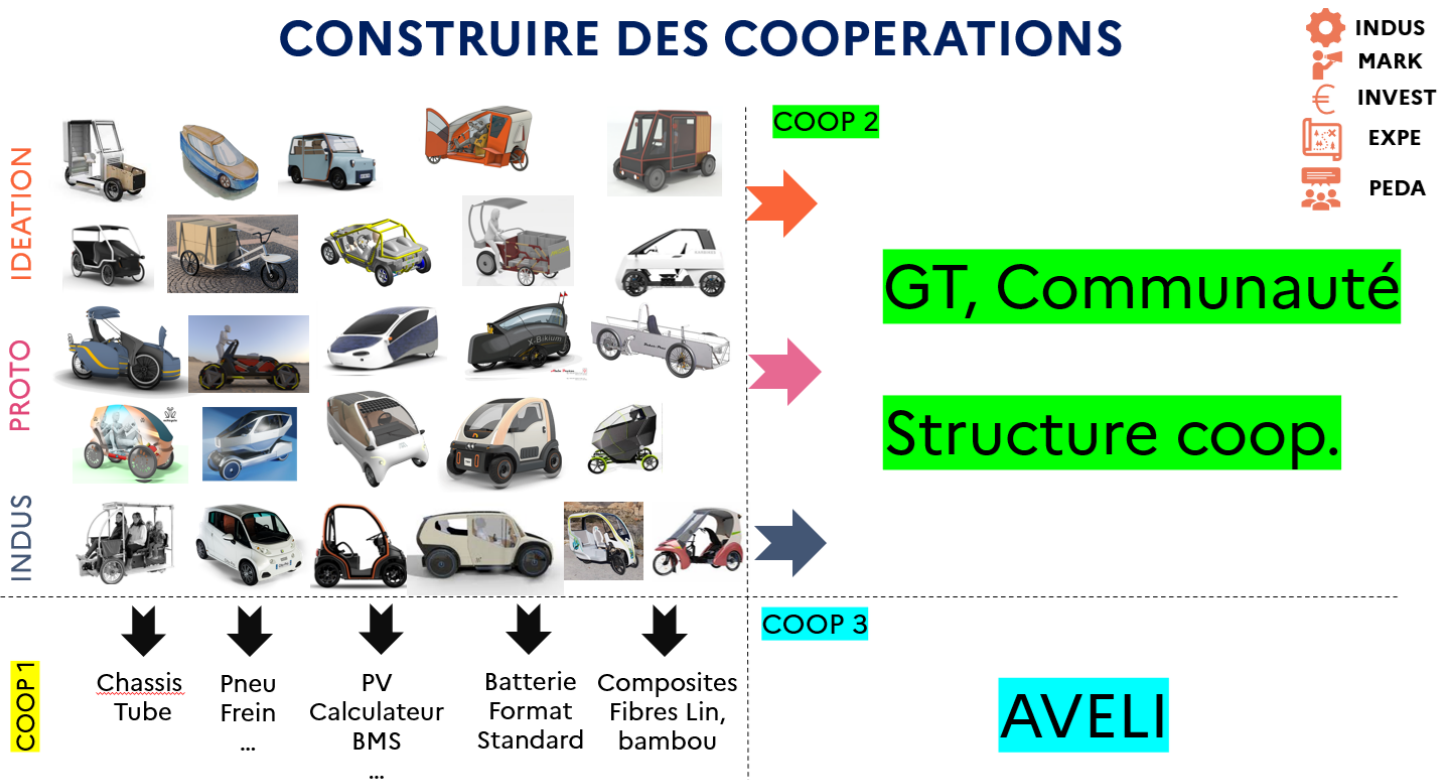 CONSTRUIRE DES COOPERATIONS
INDUS
MARK
INVEST
EXPE
PEDA
IDEATION
PROTO
INDUS
X-Bikium
COOP 2
GT, Communauté
Structure coop.
COOP 1
Chassis
Tube
Pneu
Frein
...
PV
Calculateur
BMS
...
Batterie
Format
Standard
Composites
Fibres Lin,
bambou
COOP 3
AVELI